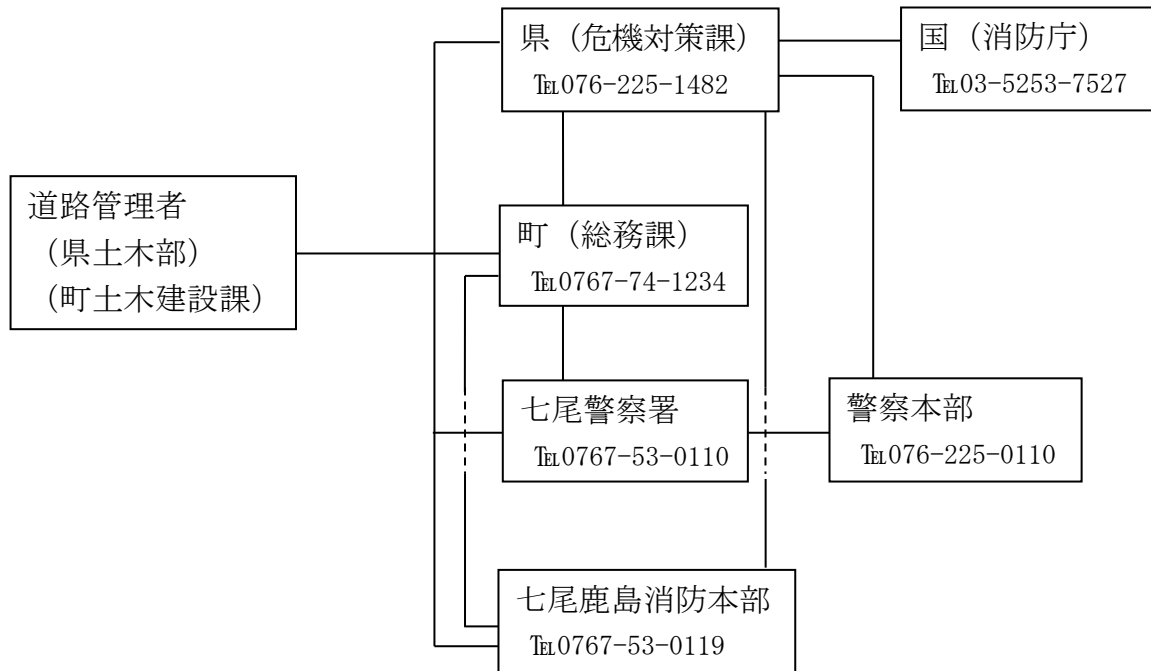 県（危機対策課）
℡076-225-1482
国（消防庁）
℡03-5253-7527
道路管理者
（県土木部）
（町土木建設課）
町（総務課）
℡0767-74-1234
七尾警察署
℡0767-53-0110
警察本部
℡076-225-0110
七尾鹿島消防本部
℡0767-53-0119